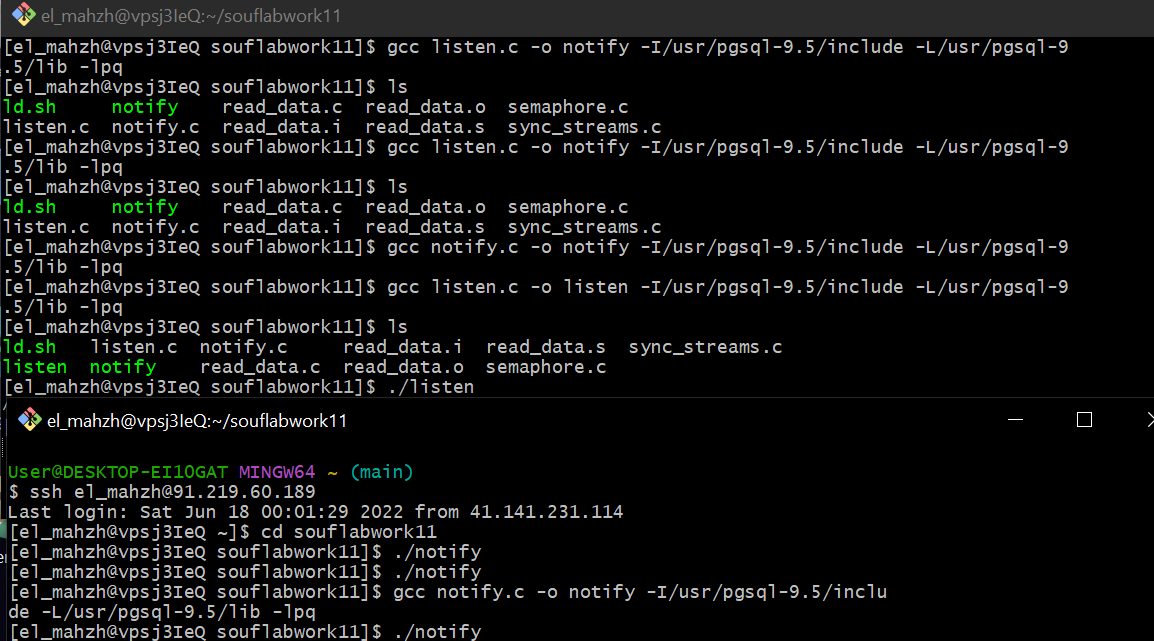 el_mahzh@vpsj3IeQ:~/souflabwork11
[el_mahzh@vpsj3IeQ souflabwork11]$ gcc listen.c -o notify -I/usr/pgsql-9.5/include -L/usr/pgsql-9
.5/lib -lpq
[el_mahzh@vpsj3IeQ souflabwork11]$ ls
ld.sh     notify    read_data.c  read_data.o  semaphore.c
listen.c  notify.c  read_data.i  read_data.s  sync_streams.c
[el_mahzh@vpsj3IeQ souflabwork11]$ gcc listen.c -o notify -I/usr/pgsql-9.5/include -L/usr/pgsql-9
.5/lib -lpq
[el_mahzh@vpsj3IeQ souflabwork11]$ ls
ld.sh     notify    read_data.c  read_data.o  semaphore.c
listen.c  notify.c  read_data.i  read_data.s  sync_streams.c
[el_mahzh@vpsj3IeQ souflabwork11]$ gcc notify.c -o notify -I/usr/pgsql-9.5/include -L/usr/pgsql-9
.5/lib -lpq
[el_mahzh@vpsj3IeQ souflabwork11]$ gcc listen.c -o listen -I/usr/pgsql-9.5/include -L/usr/pgsql-9
.5/lib -lpq
[el_mahzh@vpsj3IeQ souflabwork11]$ ls
ld.sh   listen.c  notify.c     read_data.i  read_data.s  sync_streams.c
listen  notify    read_data.c  read_data.o  semaphore.c
[el_mahzh@vpsj3IeQ souflabwork11]$ ./listen
el_mahzh@vpsj3IeQ:~/souflabwork11
User@DESKTOP-EI10GAT MINGW64 ~ (main)
$ ssh el_mahzh@91.219.60.189
Last login: Sat Jun 18 00:01:29 2022 from 41.141.231.114
[el_mahzh@vpsj3IeQ ~]$ cd souflabwork11
[el_mahzh@vpsj3IeQ souflabwork11]$ ./notify
[el_mahzh@vpsj3IeQ souflabwork11]$ ./notify
[el_mahzh@vpsj3IeQ souflabwork11]$ gcc notify.c -o notify -I/usr/pgsql-9.5/inclu
de -L/usr/pgsql-9.5/lib -lpq
[el_mahzh@vpsj3IeQ souflabwork11]$ ./notify